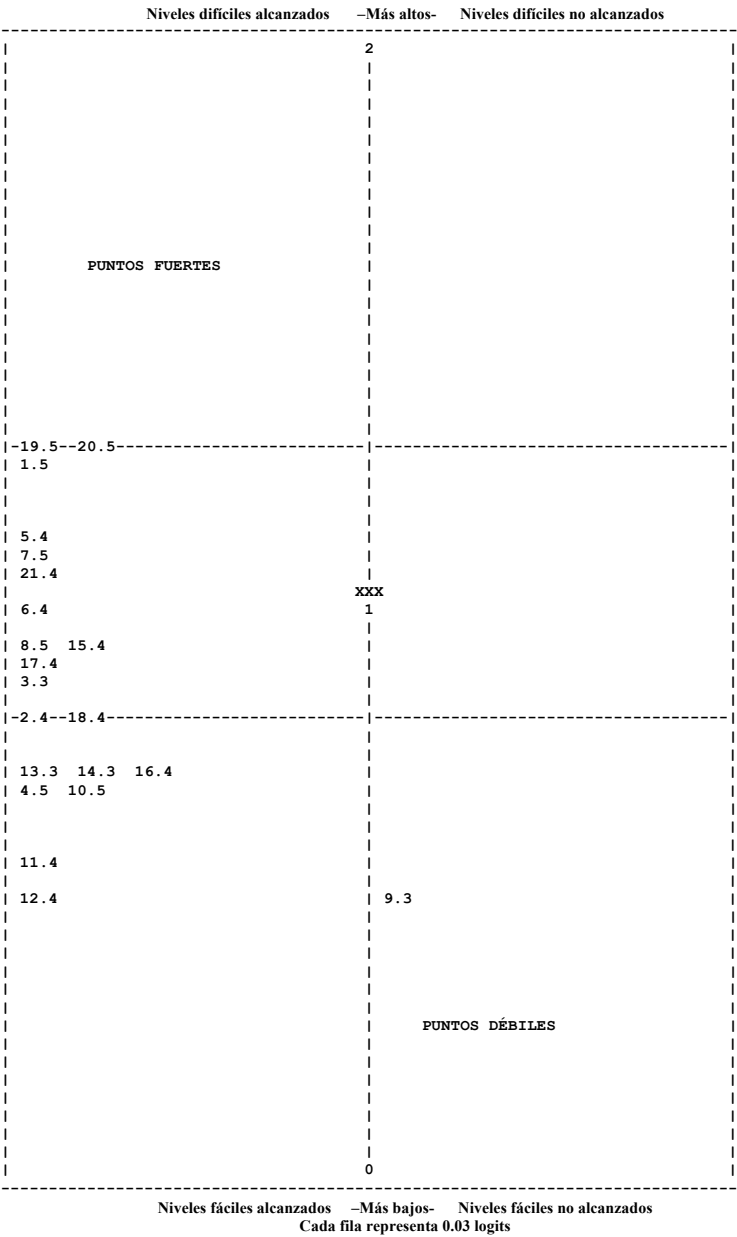 Niveles difíciles alcanzados –Más altos- Niveles difíciles no alcanzados
2
PUNTOS FUERTES
-19.5--20.5-
1.5
5.4
7.5
21.4
XXX
6.4 1
8.5 15.4
17.4
3.3
-2.4--18.4-
13.3 14.3 16.4
4.5 10.5
11.4
12.4 9.3
PUNTOS DÉBILES
0
Niveles fáciles alcanzados –Más bajos- Niveles fáciles no alcanzados
Cada fila representa 0.03 logits